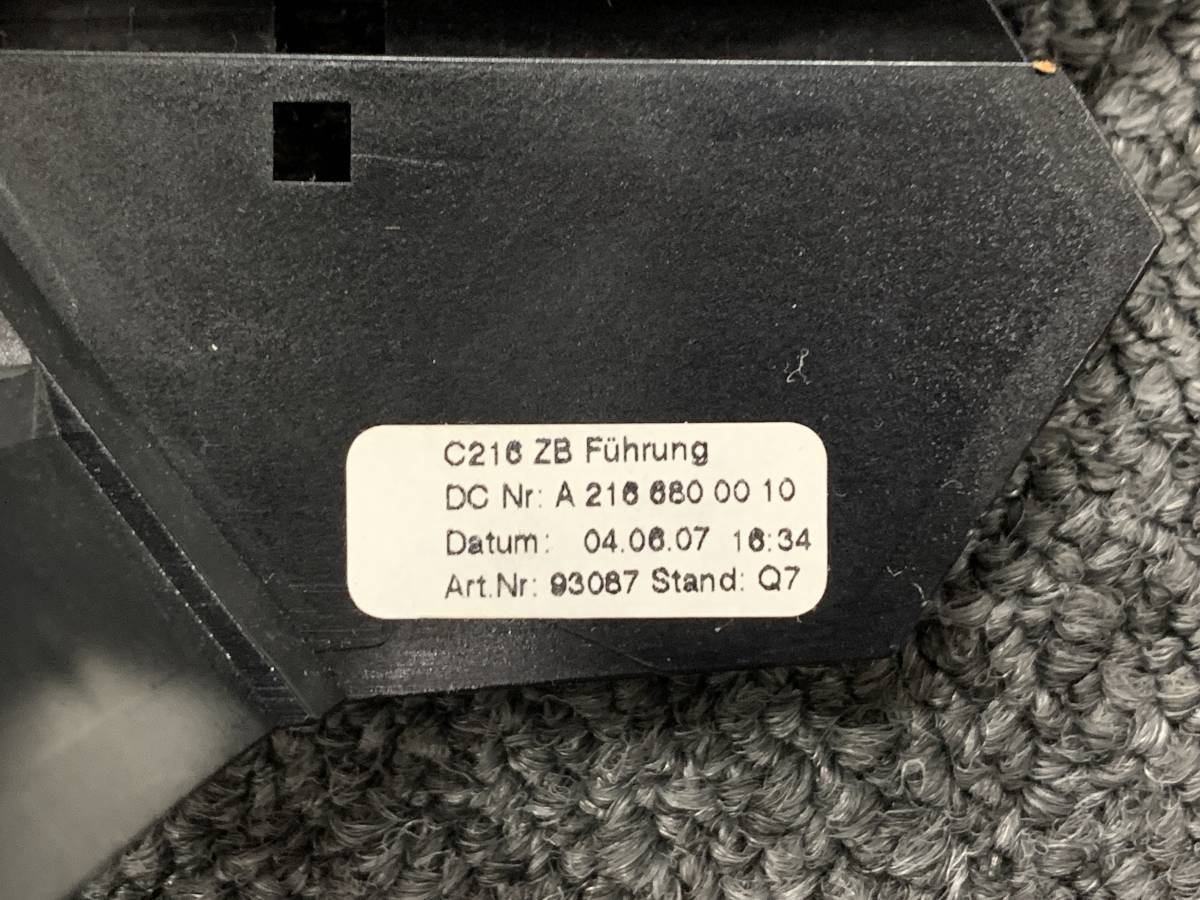 C216 ZB Führung
DC Nr: A 216 680 00 10
Datum: 04.06.07 16:34
Art.Nr: 93087 Stand: Q7